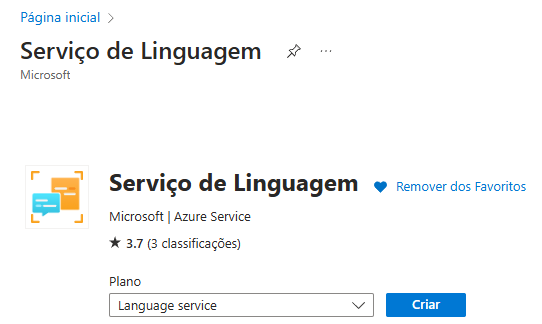 Página inicial
Serviço de Linguagem
Microsoft
Serviço de Linguagem
Remover dos Favoritos
Microsoft | Azure Service
★ 3.7 (3 classificações)
Plano
Language service
Criar